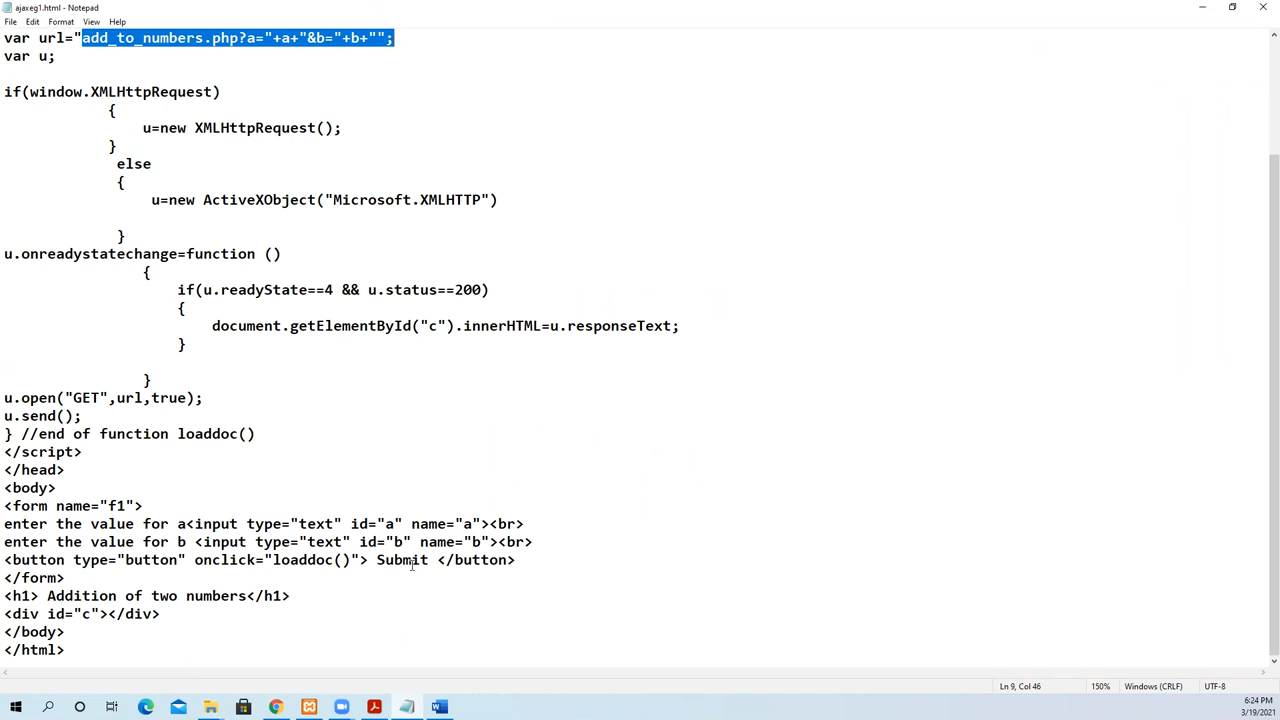 ajaxeg1.html - Notepad
File Edit Format View Help
var url="add_to_numbers.php?a="+a+"&b="+b+"";
var u;
if(window.XMLHttpRequest)
{
u=new XMLHttpRequest();
}
else
{
u=new ActiveXObject("Microsoft.XMLHTTP")
}
u.onreadystatechange=function ()
{
if(u.readyState==4 && u.status==200)
{
document.getElementById("c").innerHTML=u.responseText;
}
}
u.open("GET",url,true);
u.send();
} //end of function loaddoc()
</script>
</head>
<body>
<form name="f1">
enter the value for a<input type="text" id="a" name="a"><br>
enter the value for b <input type="text" id="b" name="b"><br>
<button type="button" onclick="loaddoc()"> Submit </button>
</form>
<h1> Addition of two numbers</h1>
<div id="c"></div>
</body>
</html>
Ln 9, Col 46 150% Windows (CRLF) UTF-8
6:24 PM
3/19/2021